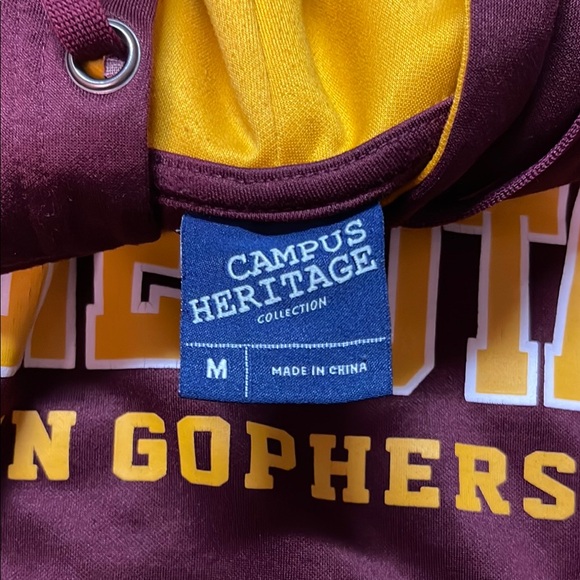 CAMPUS
HERITAGE
COLLECTION
M
MADE IN CHINA
N GOPHERS